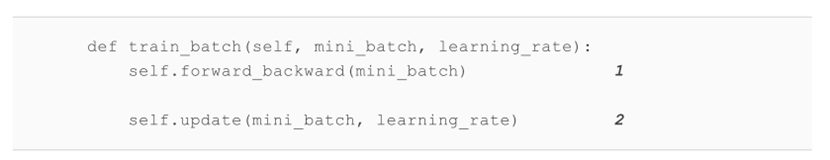 def train_batch(self, mini_batch, learning_rate):
self.forward_backward(mini_batch) 1
self.update(mini_batch, learning_rate) 2